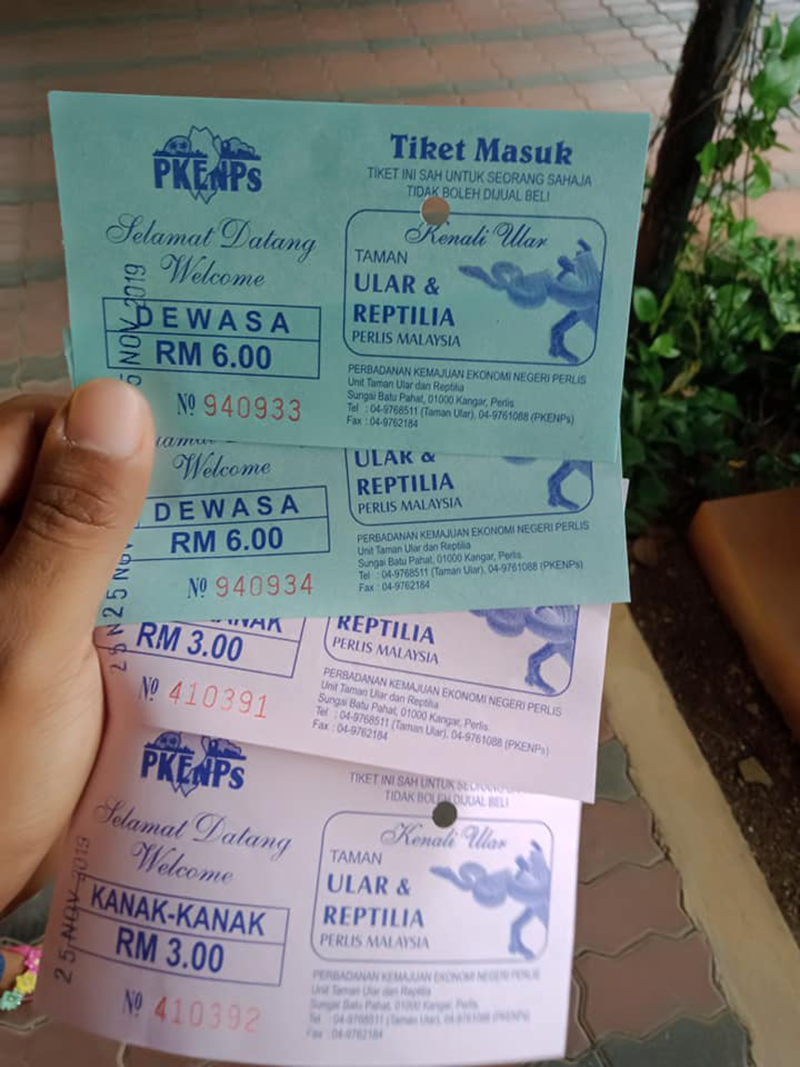 PKENPs
Selamat Datang
Welcome
DEWASA
RM 6.00
Nº 940933
5 NOV 2019
Tiket Masuk
TIKET INI SAH UNTUK SEORANG SAHAJA
TIDAK BOLEH DIJUAL BELI
Kenali Ular
TAMAN
ULAR &
REPTILIA
PERLIS MALAYSIA
PERBADANAN KEMAJUAN EKONOMI NEGERI PERLIS
Unit Taman Ular dan Reptilia
Sungai Batu Pahat, 01000 Kangar, Perlis
Tel : 04-9768511 (Taman Ular), 04-9761088 (PKENPs)
Fax : 04-9762184
Welcome
DEWASA
RM 6.00
Nº 940934
25 NOV
ULAR &
REPTILIA
PERLIS MALAYSIA
PERBADANAN KEMAJUAN EKONOMI NEGERI PERLIS
Unit Taman Ular dan Reptilia
Sungai Batu Pahat, 01000 Kangar, Perlis
Tel : 04-9768511 (Taman Ular), 04-9761088 (PKENPs)
Fax : 04-9762184
RM 3.00
Nº 410391
REPTILIA
PERLIS MALAYSIA
PERBADANAN KEMAJUAN EKONOMI NEGERI PERLIS
Unit Taman Ular dan Reptilia
Sungai Batu Pahat, 01000 Kangar, Perlis.
Tel : 04-9768511 (Taman Ular), 04-9761088 (PKENPs)
Fax : 04-9762184
PKENPs
Selamat Datang
Welcome
KANAK-KANAK
RM 3.00
Nº 410392
25 NOV 2019
TIKET INI SAH UNTUK SEORANG
TIDAK BOLEH DIJUAL BELI
Kenali Ular
TAMAN
ULAR &
REPTILIA
PERLIS MALAYSIA
PERBADANAN KEMAJUAN EKONOMI NEGERI PERLIS
Unit Taman Ular dan Reptilia
Sungai Batu Pahat, 01000 Kangar, Perlis
Tel : 04-9768511 (Taman Ular), 04-9761088 (PKENPs)
Fax : 04-9762184